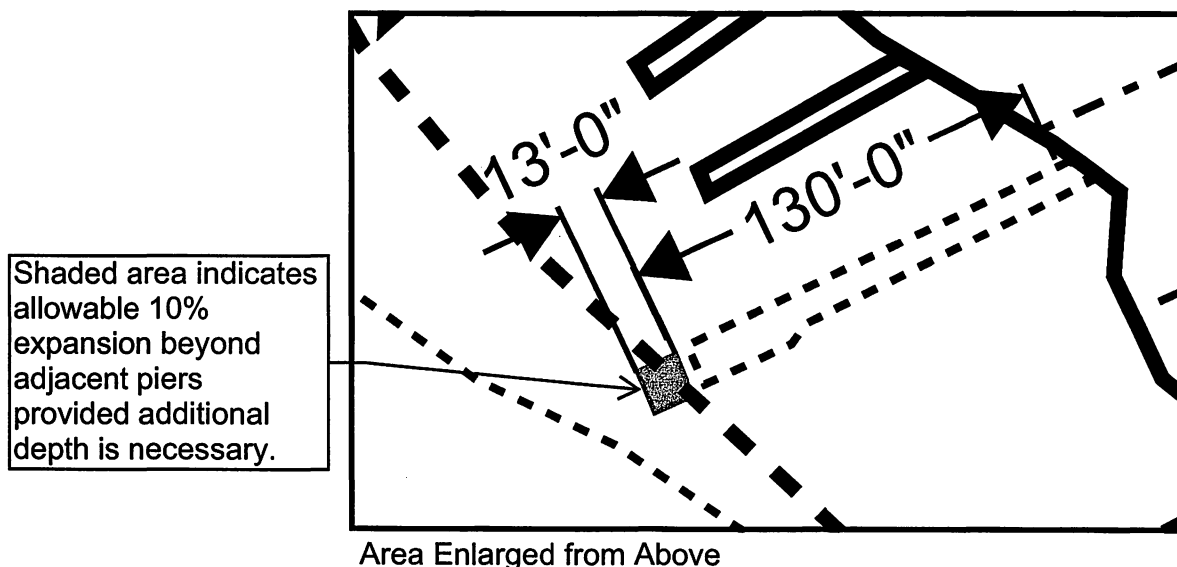 13'-0"
130'-0"
Shaded area indicates
allowable 10%
expansion beyond
adjacent piers
provided additional
depth is necessary.
Area Enlarged from Above